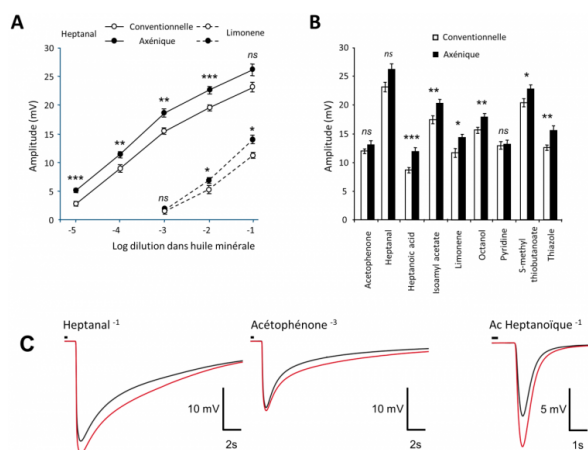 A
Heptanal
Conventionnelle
Axénique
Limonene
Amplitude (mV)
30
25
20
15
10
5
0
***
**
**
***
ns
ns
*
*
-5 -4 -3 -2 -1
Log dilution dans huile minérale
B
Conventionnelle
Axénique
Amplitude (mV)
30
25
20
15
10
5
0
ns
ns
***
**
*
**
ns
*
**
Acetophenone
Heptanal
Heptanoic acid
Isoamyl acetate
Limonene
Octanol
Pyridine
S-methyl
thiobutanoate
Thiazole
C
Heptanal -1
10 mV
2s
Acétophénone -3
10 mV
2s
Ac Heptanoïque -1
5 mV
1s